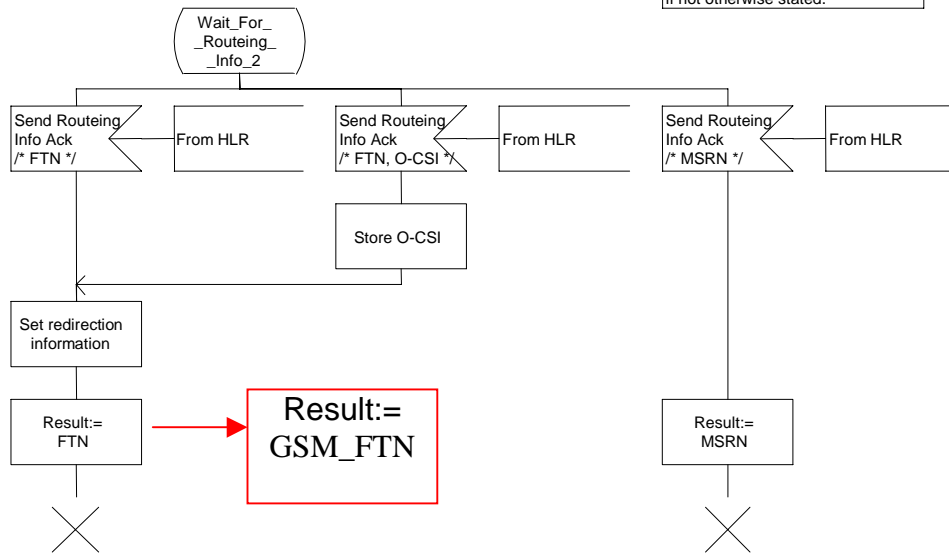 if not otherwise stated.
Wait_For_
_Routeing_
_Info_2
Send Routeing
Info Ack
/* FTN */
From HLR
Send Routeing
Info Ack
/* FTN, O-CSI */
From HLR
Send Routeing
Info Ack
/* MSRN */
From HLR
Store O-CSI
Set redirection
information
Result:=
FTN
Result:=
GSM_FTN
Result:=
MSRN